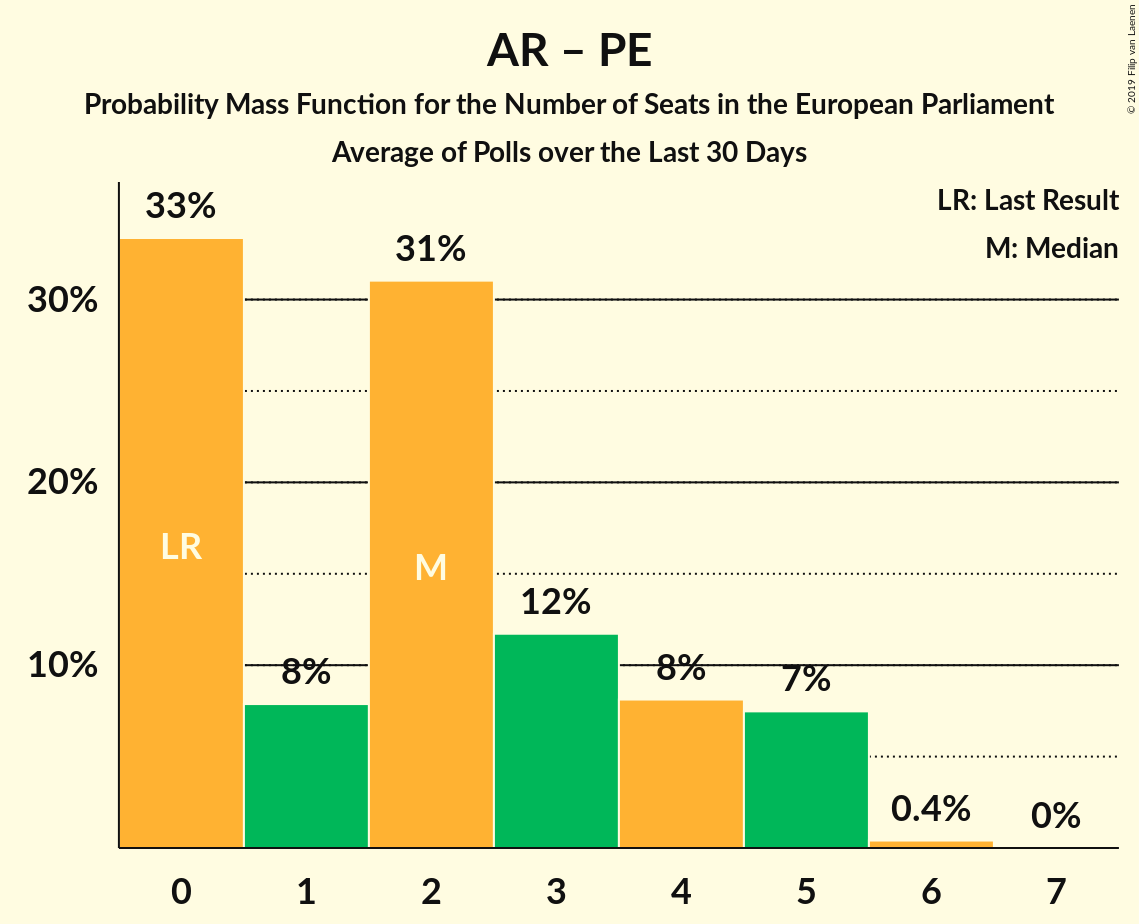 AR – PE
Probability Mass Function for the Number of Seats in the European Parliament
Average of Polls over the Last 30 Days
© 2019 Filip van Laenen
LR: Last Result
M: Median
33%
31%
30%
20%
LR
M
12%
10%
8%
8%
7%
0.4%
0%
0 1 2 3 4 5 6 7